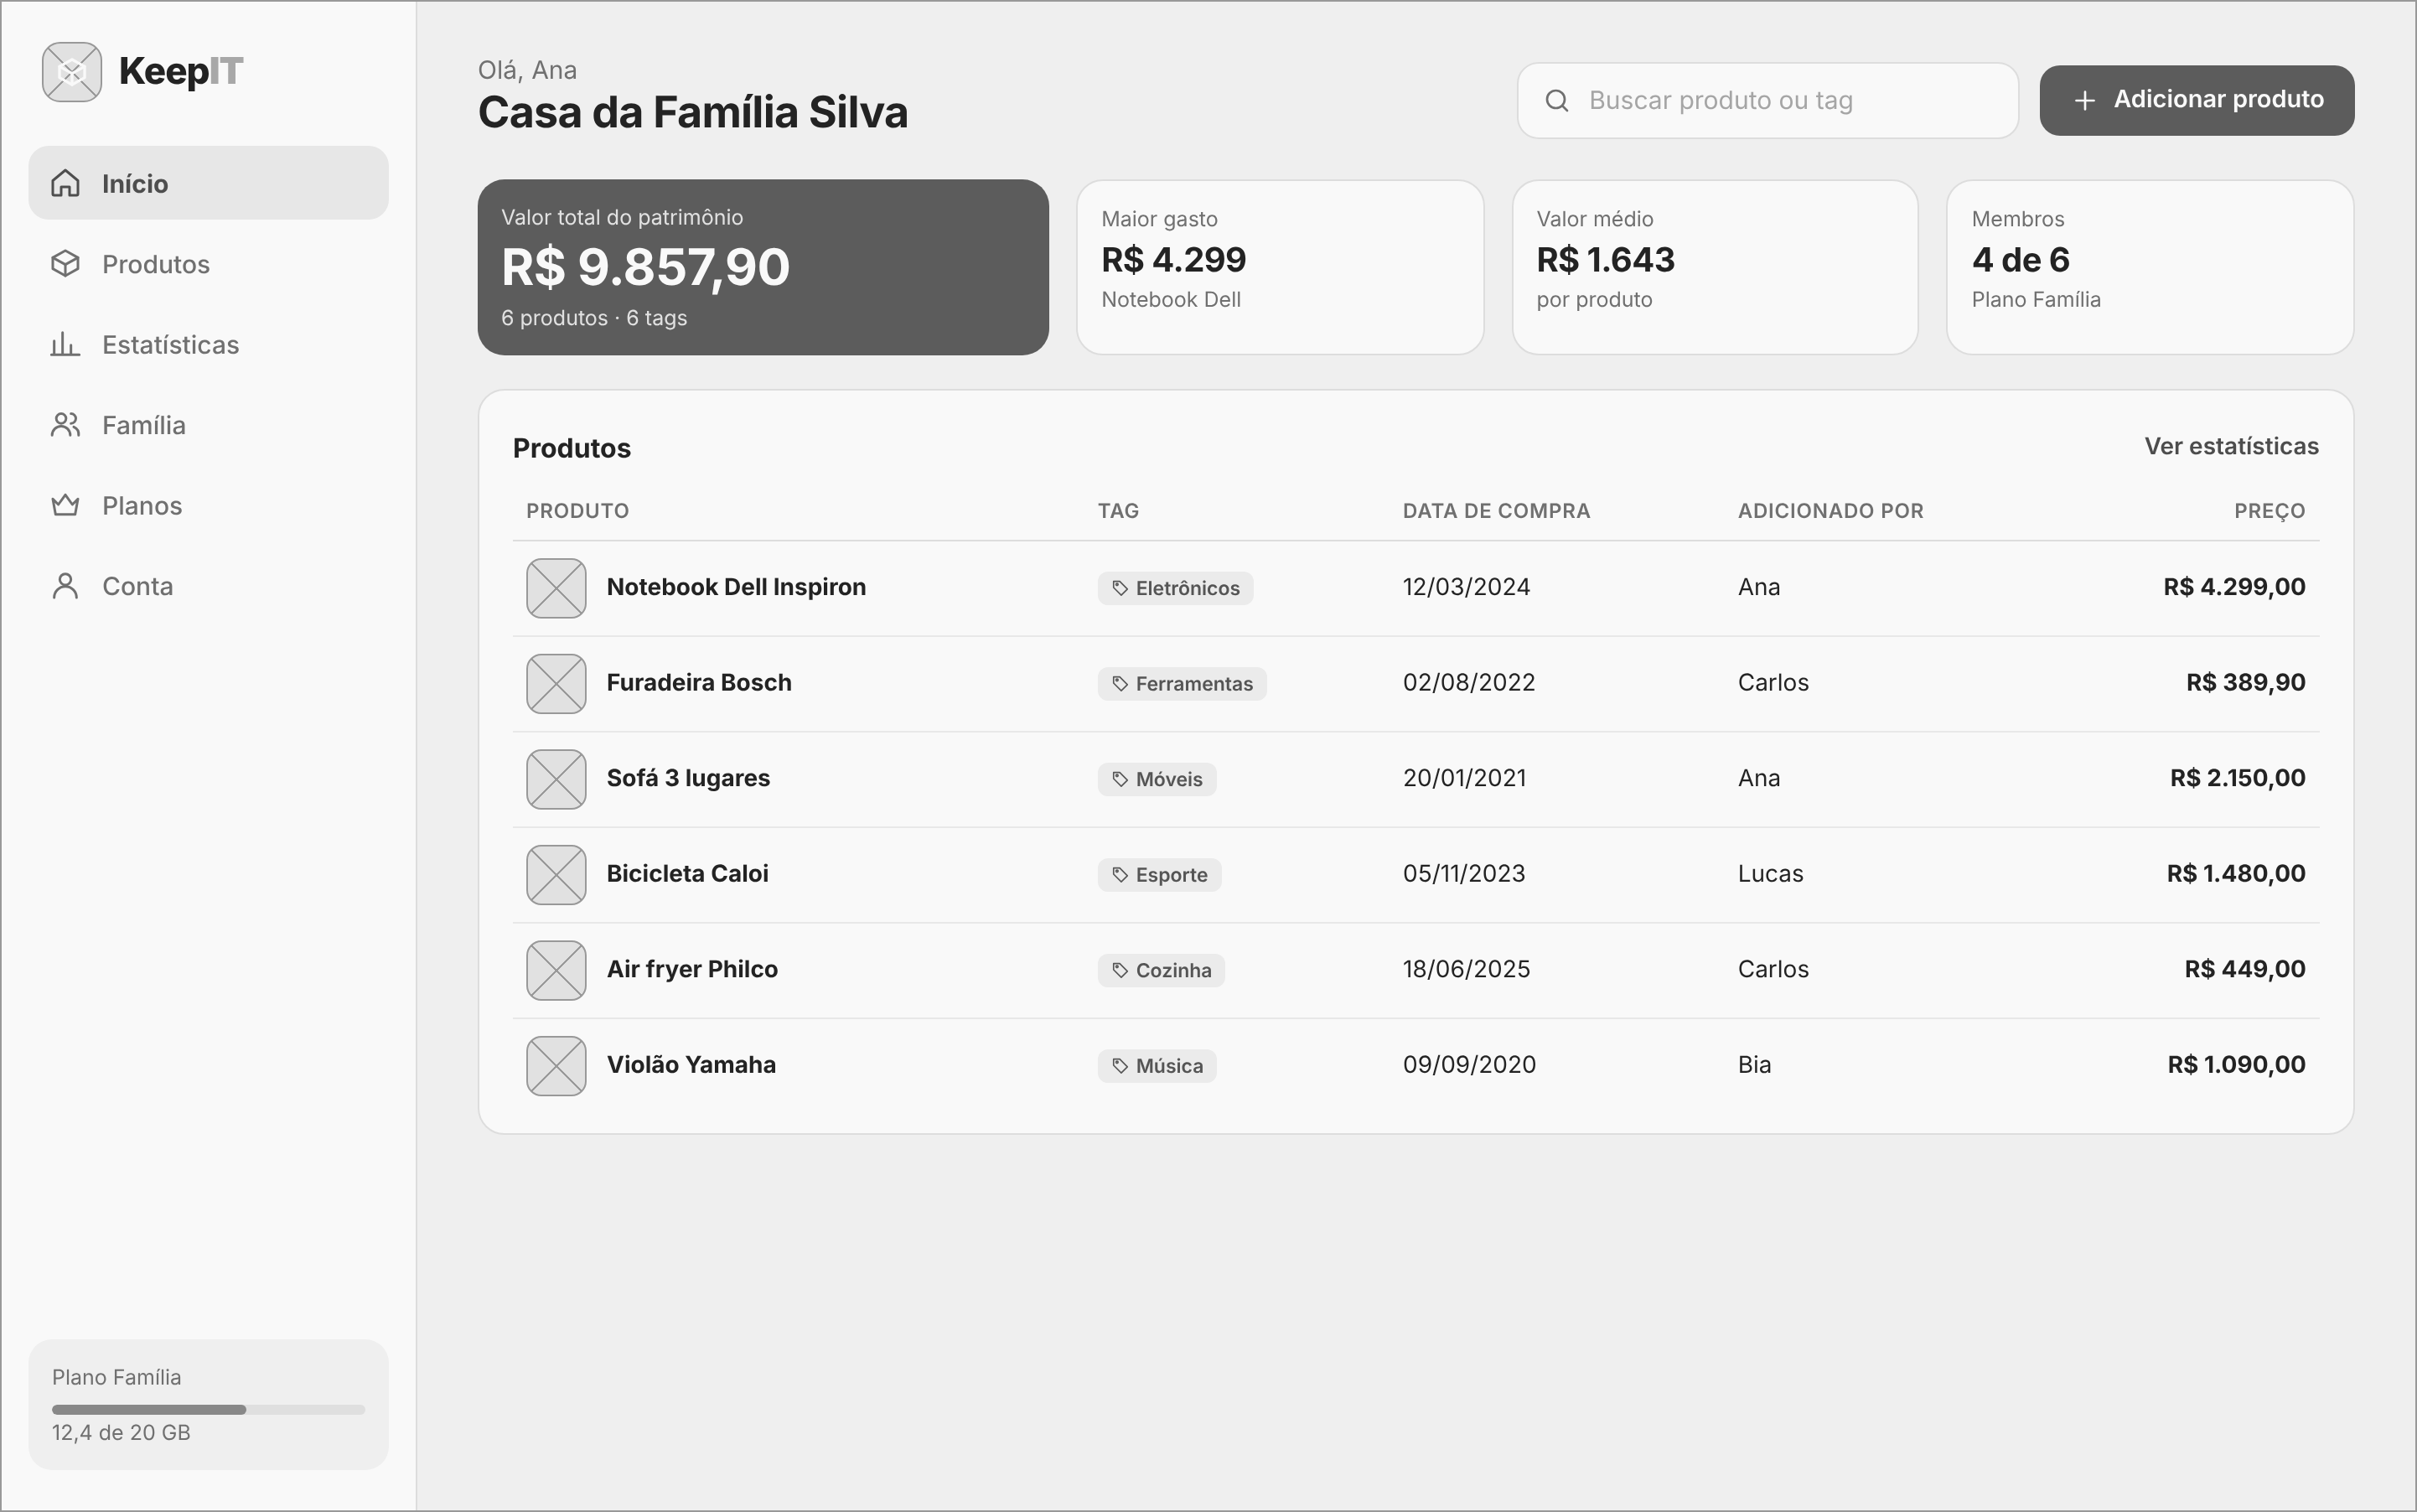 KeepIT
Início
Produtos
Estatísticas
Família
Planos
Conta
Plano Família
12,4 de 20 GB
Olá, Ana
Casa da Família Silva
Buscar produto ou tag
Adicionar produto
Valor total do patrimônio
R$ 9.857,90
6 produtos · 6 tags
Maior gasto
R$ 4.299
Notebook Dell
Valor médio
R$ 1.643
por produto
Membros
4 de 6
Plano Família
Produtos
Ver estatísticas
PRODUTO TAG DATA DE COMPRA ADICIONADO POR PREÇO
Notebook Dell Inspiron Eletrônicos 12/03/2024 Ana R$ 4.299,00
Furadeira Bosch Ferramentas 02/08/2022 Carlos R$ 389,90
Sofá 3 lugares Móveis 20/01/2021 Ana R$ 2.150,00
Bicicleta Caloi Esporte 05/11/2023 Lucas R$ 1.480,00
Air fryer Philco Cozinha 18/06/2025 Carlos R$ 449,00
Violão Yamaha Música 09/09/2020 Bia R$ 1.090,00